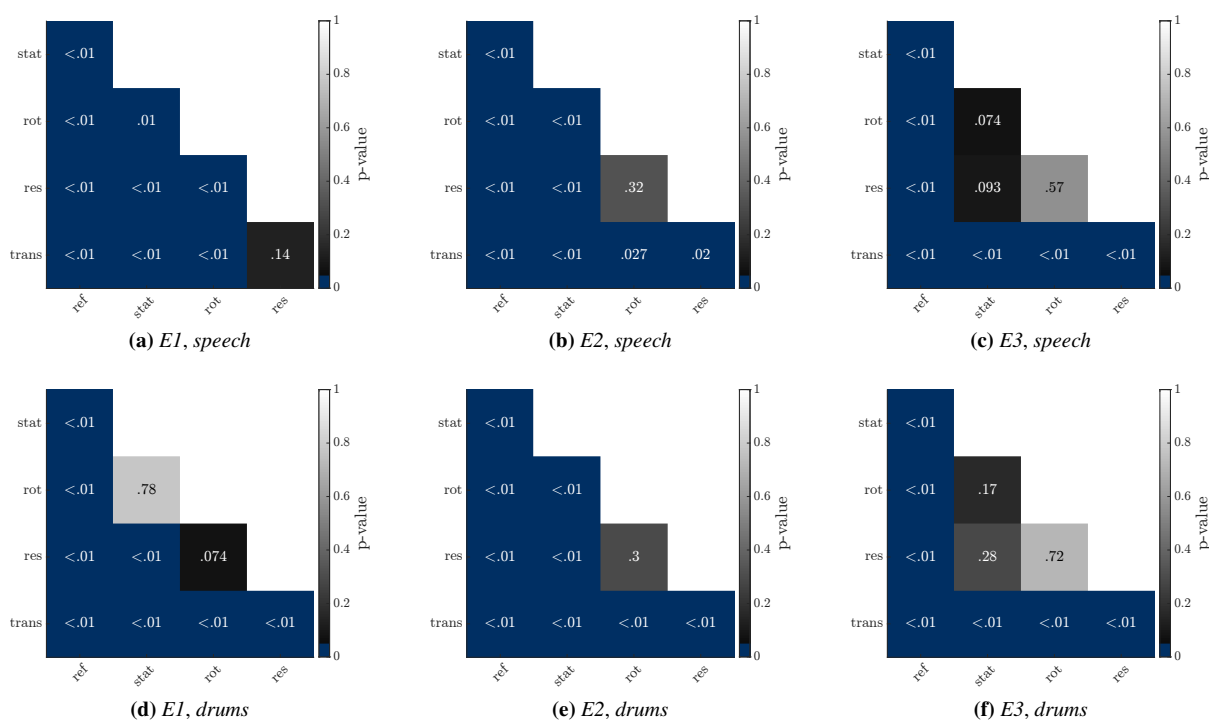 1
stat <.01
0.8
rot <.01 .01
0.6
p-value
res <.01 <.01 <.01
0.4
0.2
trans <.01 <.01 <.01 .14
0
ref stat rot res
(a) E1, speech
1
<.01
0.8
<.01 <.01
0.6
p-value
<.01 <.01 .32
0.4
0.2
<.01 <.01 .027 .02
0
ref stat rot res
(b) E2, speech
1
stat <.01
0.8
rot <.01 .074
0.6
p-value
res <.01 .093 .57
0.4
0.2
trans <.01 <.01 <.01 <.01
0
ref stat rot res
(c) E3, speech
1
stat <.01
0.8
rot <.01 .78
0.6
p-value
res <.01 <.01 .074
0.4
0.2
trans <.01 <.01 <.01 <.01
0
ref stat rot res
(d) E1, drums
1
stat <.01
0.8
rot <.01 <.01
0.6
p-value
res <.01 <.01 .3
0.4
0.2
trans <.01 <.01 <.01 <.01
0
ref stat rot res
(e) E2, drums
1
stat <.01
0.8
rot <.01 .17
0.6
p-value
res <.01 .28 .72
0.4
0.2
trans <.01 <.01 <.01 <.01
0
ref stat rot res
(f) E3, drums